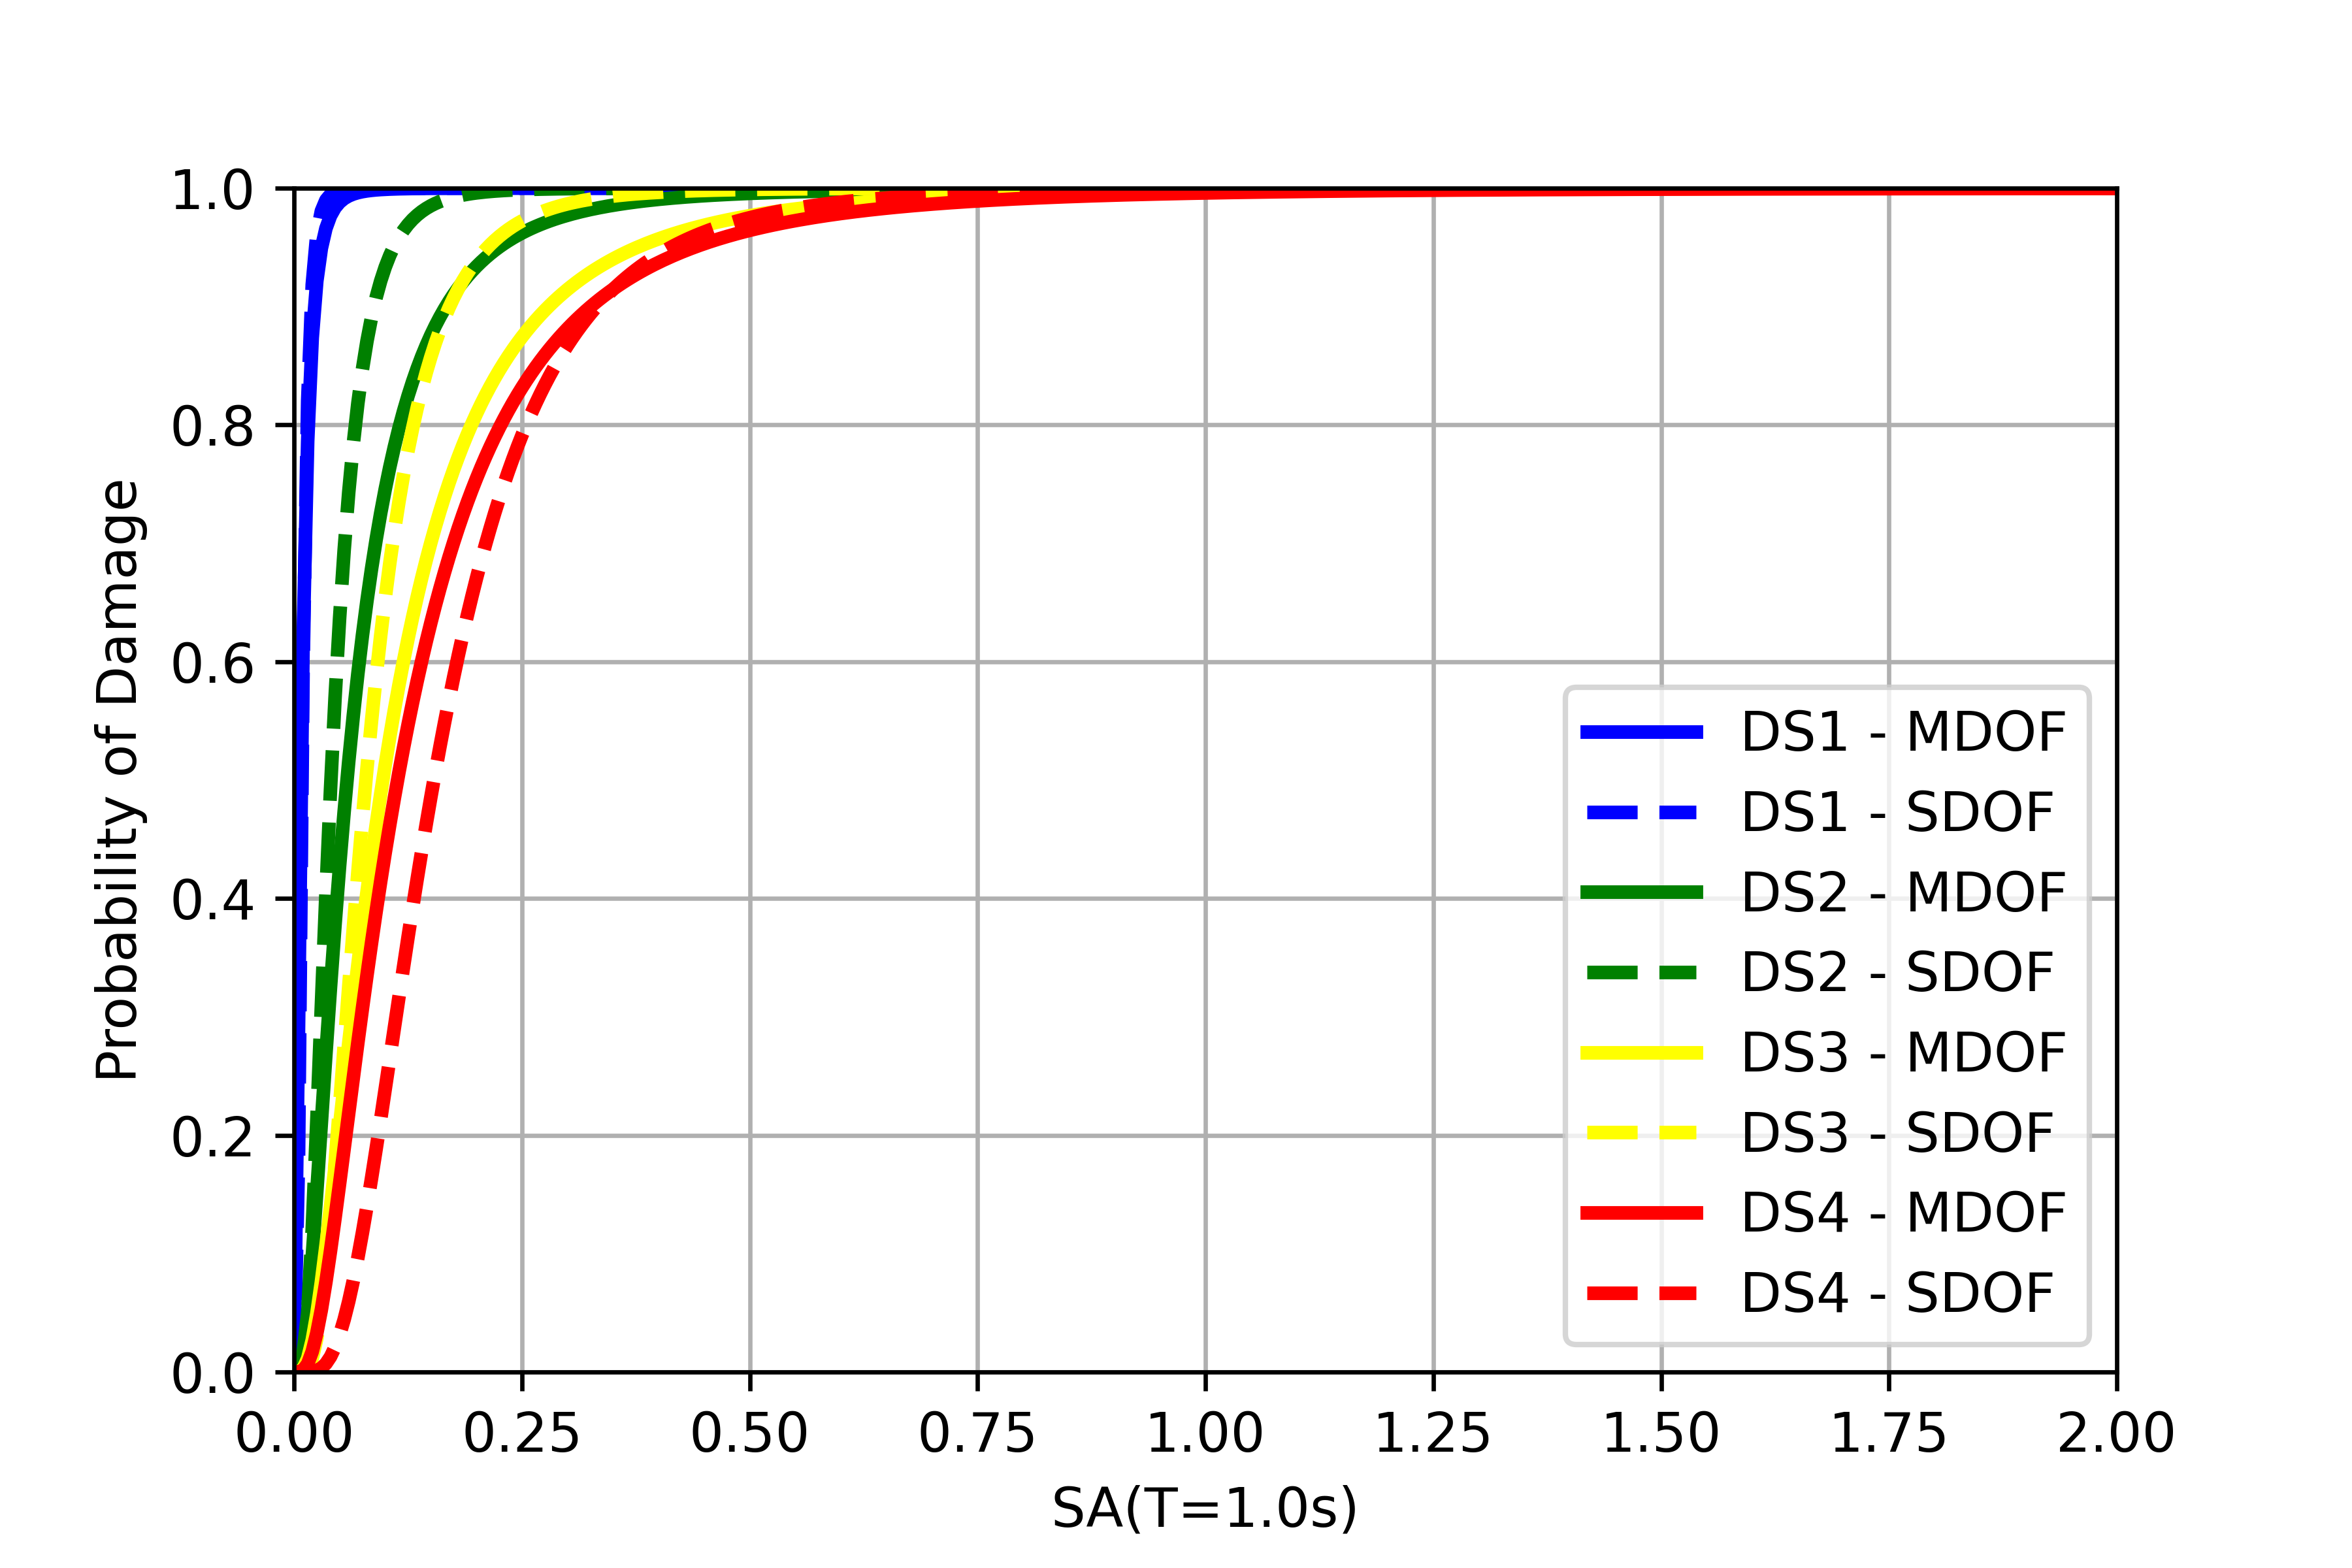 1.0
0.8
0.6
0.4
0.2
0.0
Probability of Damage
0.00 0.25 0.50 0.75 1.00 1.25 1.50 1.75 2.00
SA(T=1.0s)
DS1 - MDOF
DS1 - SDOF
DS2 - MDOF
DS2 - SDOF
DS3 - MDOF
DS3 - SDOF
DS4 - MDOF
DS4 - SDOF